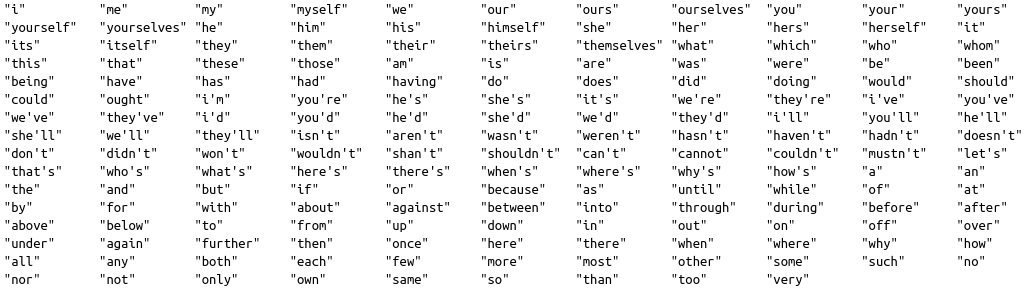 "i" "me" "my" "myself" "we" "our" "ours" "ourselves" "you" "your" "yours"
"yourself" "yourselves" "he" "him" "his" "himself" "she" "her" "hers" "herself" "it"
"its" "itself" "they" "them" "their" "theirs" "themselves" "what" "which" "who" "whom"
"this" "that" "these" "those" "am" "is" "are" "was" "were" "be" "been"
"being" "have" "has" "had" "having" "do" "does" "did" "doing" "would" "should"
"could" "ought" "i'm" "you're" "he's" "she's" "it's" "we're" "they're" "i've" "you've"
"we've" "they've" "i'd" "you'd" "he'd" "she'd" "we'd" "they'd" "i'll" "you'll" "he'll"
"she'll" "we'll" "they'll" "isn't" "aren't" "wasn't" "weren't" "hasn't" "haven't" "hadn't" "doesn't"
"don't" "didn't" "won't" "wouldn't" "shan't" "shouldn't" "can't" "cannot" "couldn't" "mustn't" "let's"
"that's" "who's" "what's" "here's" "there's" "when's" "where's" "why's" "how's" "a" "an"
"the" "and" "but" "if" "or" "because" "as" "until" "while" "of" "at"
"by" "for" "with" "about" "against" "between" "into" "through" "during" "before" "after"
"above" "below" "to" "from" "up" "down" "in" "out" "on" "off" "over"
"under" "again" "further" "then" "once" "here" "there" "when" "where" "why" "how"
"all" "any" "both" "each" "few" "more" "most" "other" "some" "such" "no"
"nor" "not" "only" "own" "same" "so" "than" "too" "very"